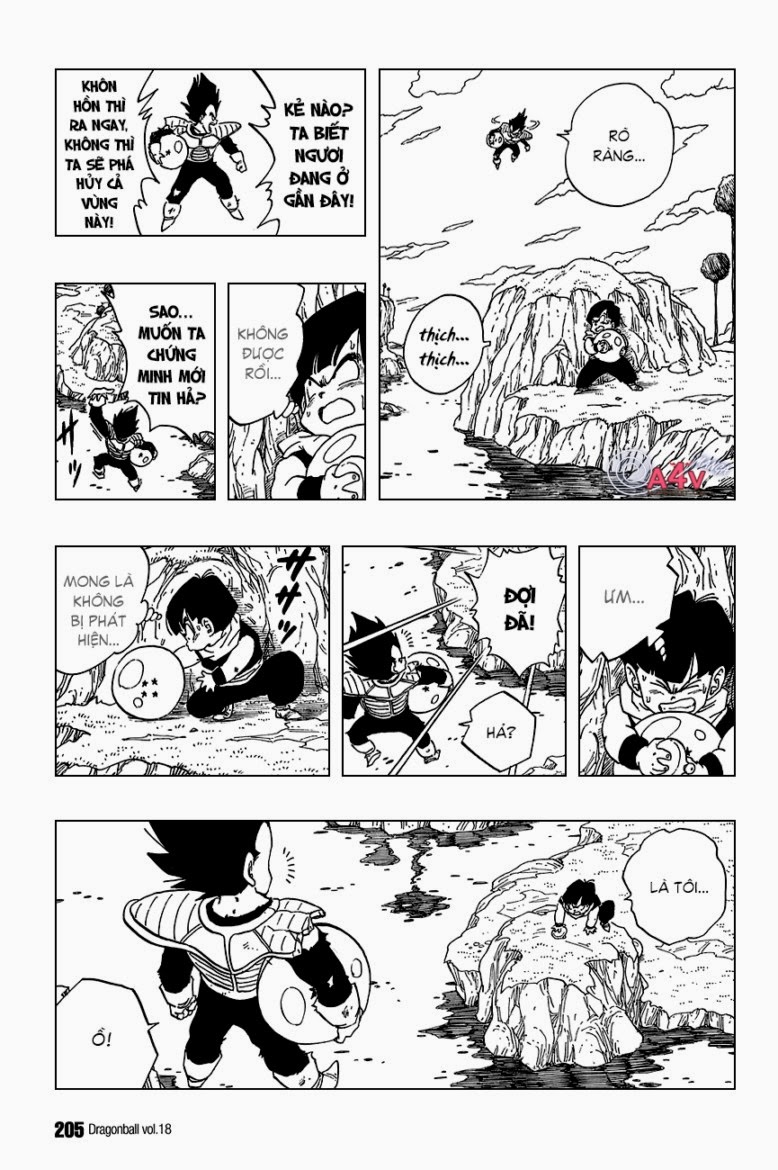 RÕ
RÀNG...
thịch...
thịch...
KẺ NÀO?
TA BIẾT
NGƯƠI
ĐANG Ở
GẦN ĐÂY!
KHÔN
HỒN THÌ
RA NGAY,
KHÔNG THÌ
TA SẼ PHÁ
HỦY CẢ
VÙNG
NÀY!
KHÔNG
ĐƯỢC
RỒI...
SAO...
MUỐN TA
CHỨNG
MINH MỚI
TIN HẢ?
ƯM...
ĐỢI
ĐÃ!
HẢ?
MONG LÀ
KHÔNG
BỊ PHÁT
HIỆN...
LÀ TÔI...
Ồ!
A4V
205 Dragonball vol.18